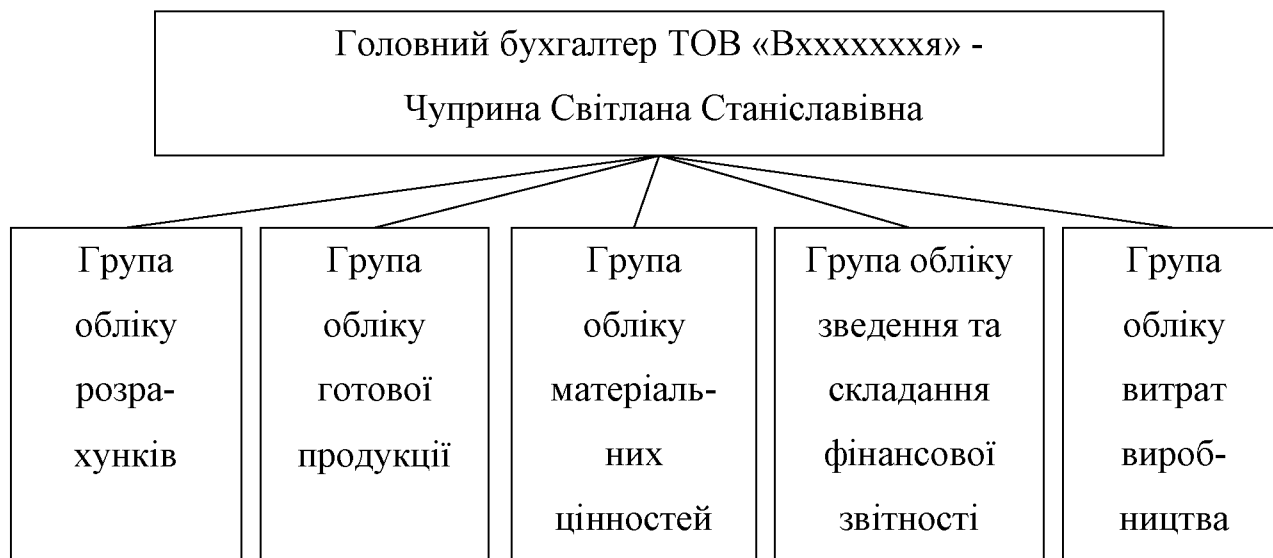 Головний бухгалтер ТОВ «Вхххххххя» -
Чуприна Світлана Станіславівна
Група
обліку
розра-
хунків
Група
обліку
готової
продукції
Група
обліку
матеріаль-
них
цінностей
Група обліку
зведення та
складання
фінансової
звітності
Група
обліку
витрат
вироб-
ництва